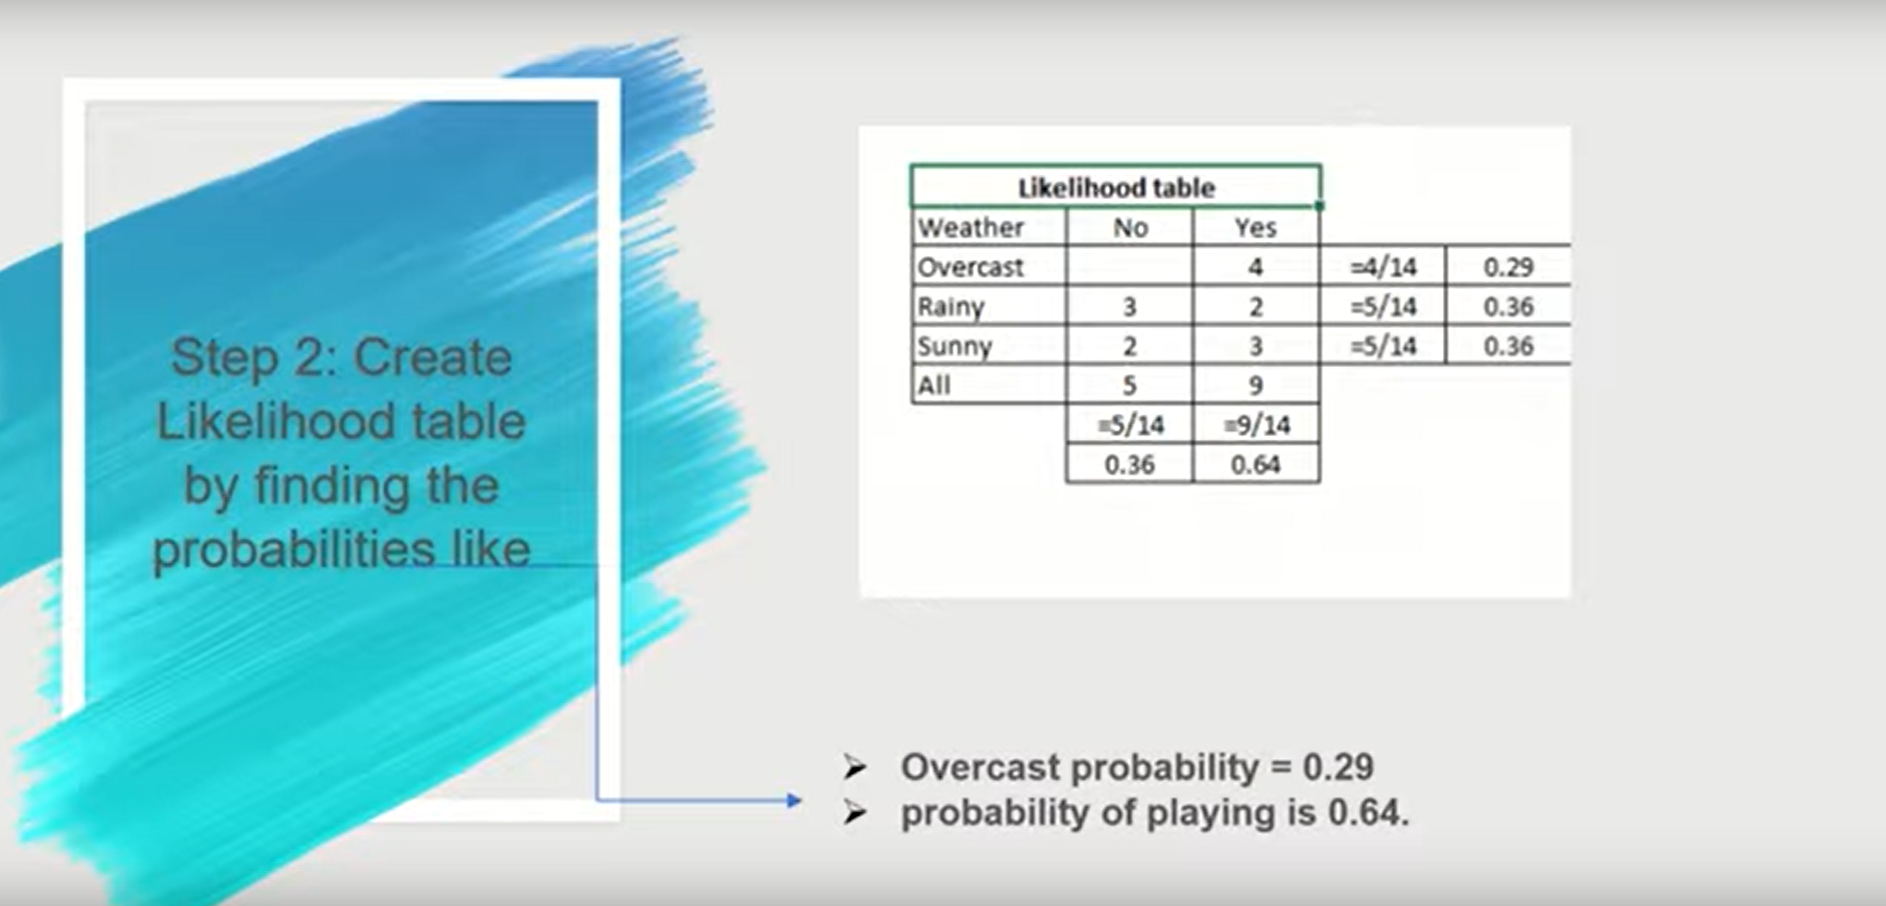 Step 2: Create
Likelihood table
by finding the
probabilities like
Likelihood table
Weather No Yes
Overcast 4 =4/14 0.29
Rainy 3 2 =5/14 0.36
Sunny 2 3 =5/14 0.36
All 5 9
=5/14 =9/14
0.36 0.64
➢ Overcast probability = 0.29
➢ probability of playing is 0.64.